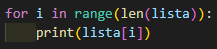 for i in range(len(lista)):
    print(lista[i])